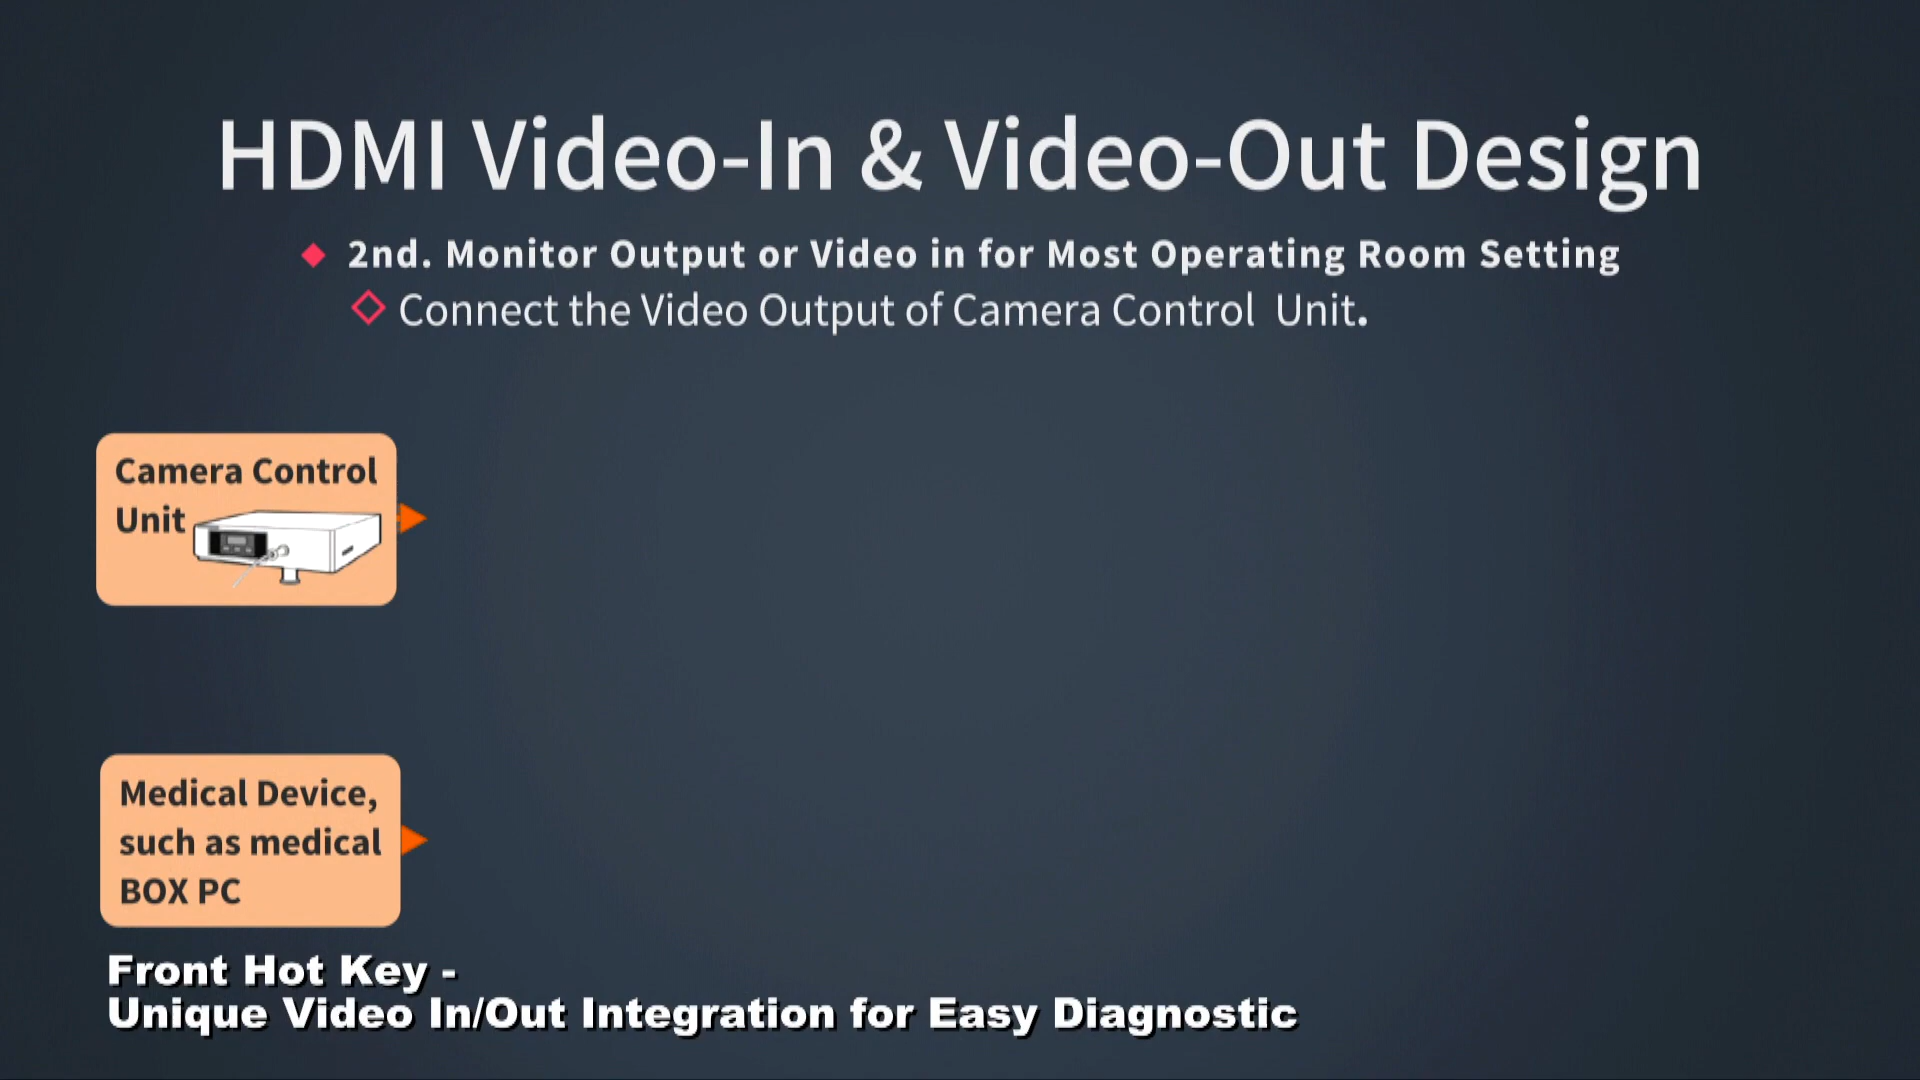 HDMI Video-In & Video-Out Design
2nd. Monitor Output or Video in for Most Operating Room Setting
Connect the Video Output of Camera Control Unit.
Camera Control
Unit
Medical Device,
such as medical
BOX PC
Front Hot Key -
Unique Video In/Out Integration for Easy Diagnostic